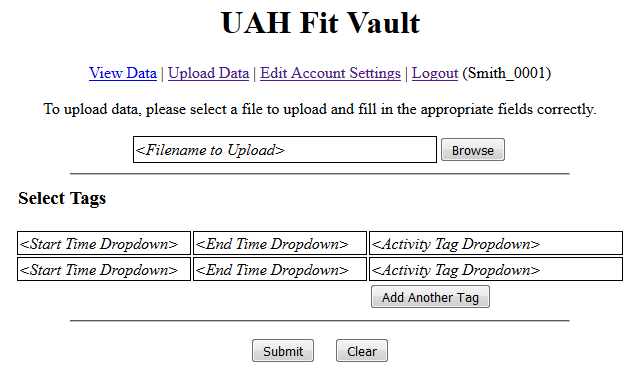 UAH Fit Vault
View Data | Upload Data | Edit Account Settings | Logout (Smith_0001)
To upload data, please select a file to upload and fill in the appropriate fields correctly.
<Filename to Upload> Browse
Select Tags
<Start Time Dropdown> <End Time Dropdown> <Activity Tag Dropdown>
<Start Time Dropdown> <End Time Dropdown> <Activity Tag Dropdown>
Add Another Tag
Submit Clear